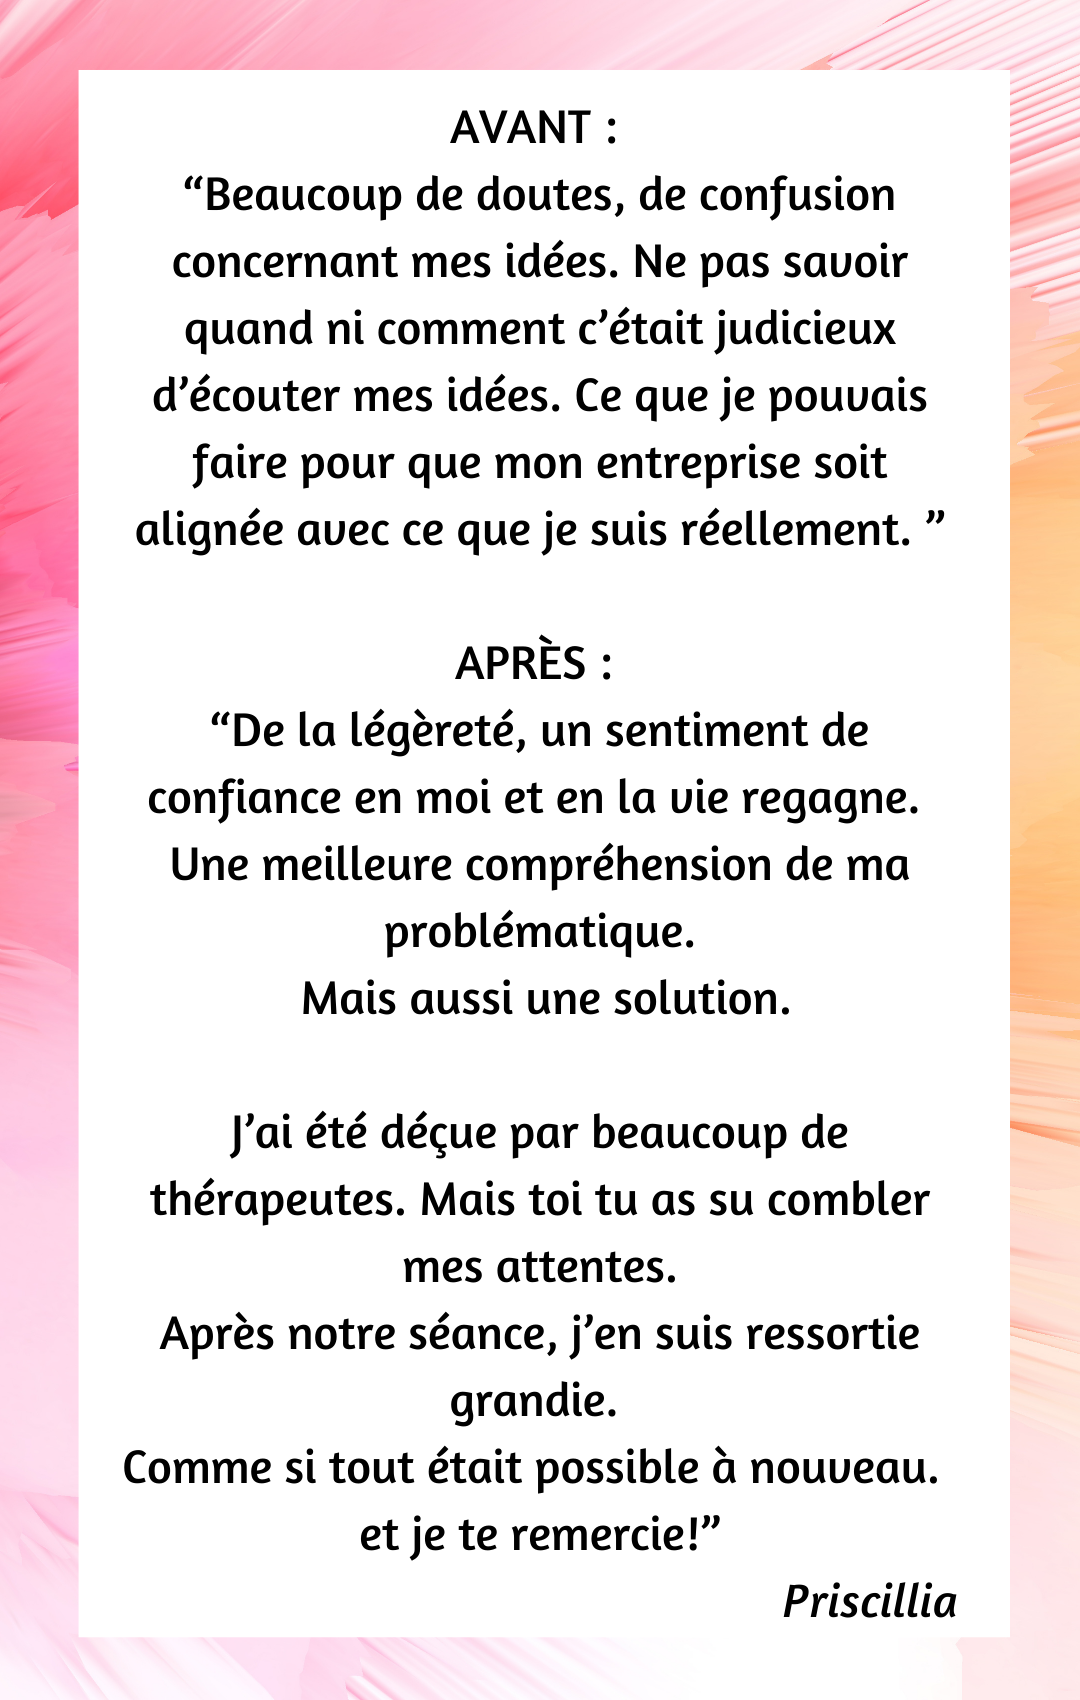 AVANT :
“Beaucoup de doutes, de confusion
concernant mes idées. Ne pas savoir
quand ni comment c’était judicieux
d’écouter mes idées. Ce que je pouvais
faire pour que mon entreprise soit
alignée avec ce que je suis réellement. ”
APRÈS :
“De la légèreté, un sentiment de
confiance en moi et en la vie regagne.
Une meilleure compréhension de ma
problématique.
Mais aussi une solution.
J’ai été déçue par beaucoup de
thérapeutes. Mais toi tu as su combler
mes attentes.
Après notre séance, j’en suis ressortie
grandie.
Comme si tout était possible à nouveau.
et je te remercie!”
Priscillia